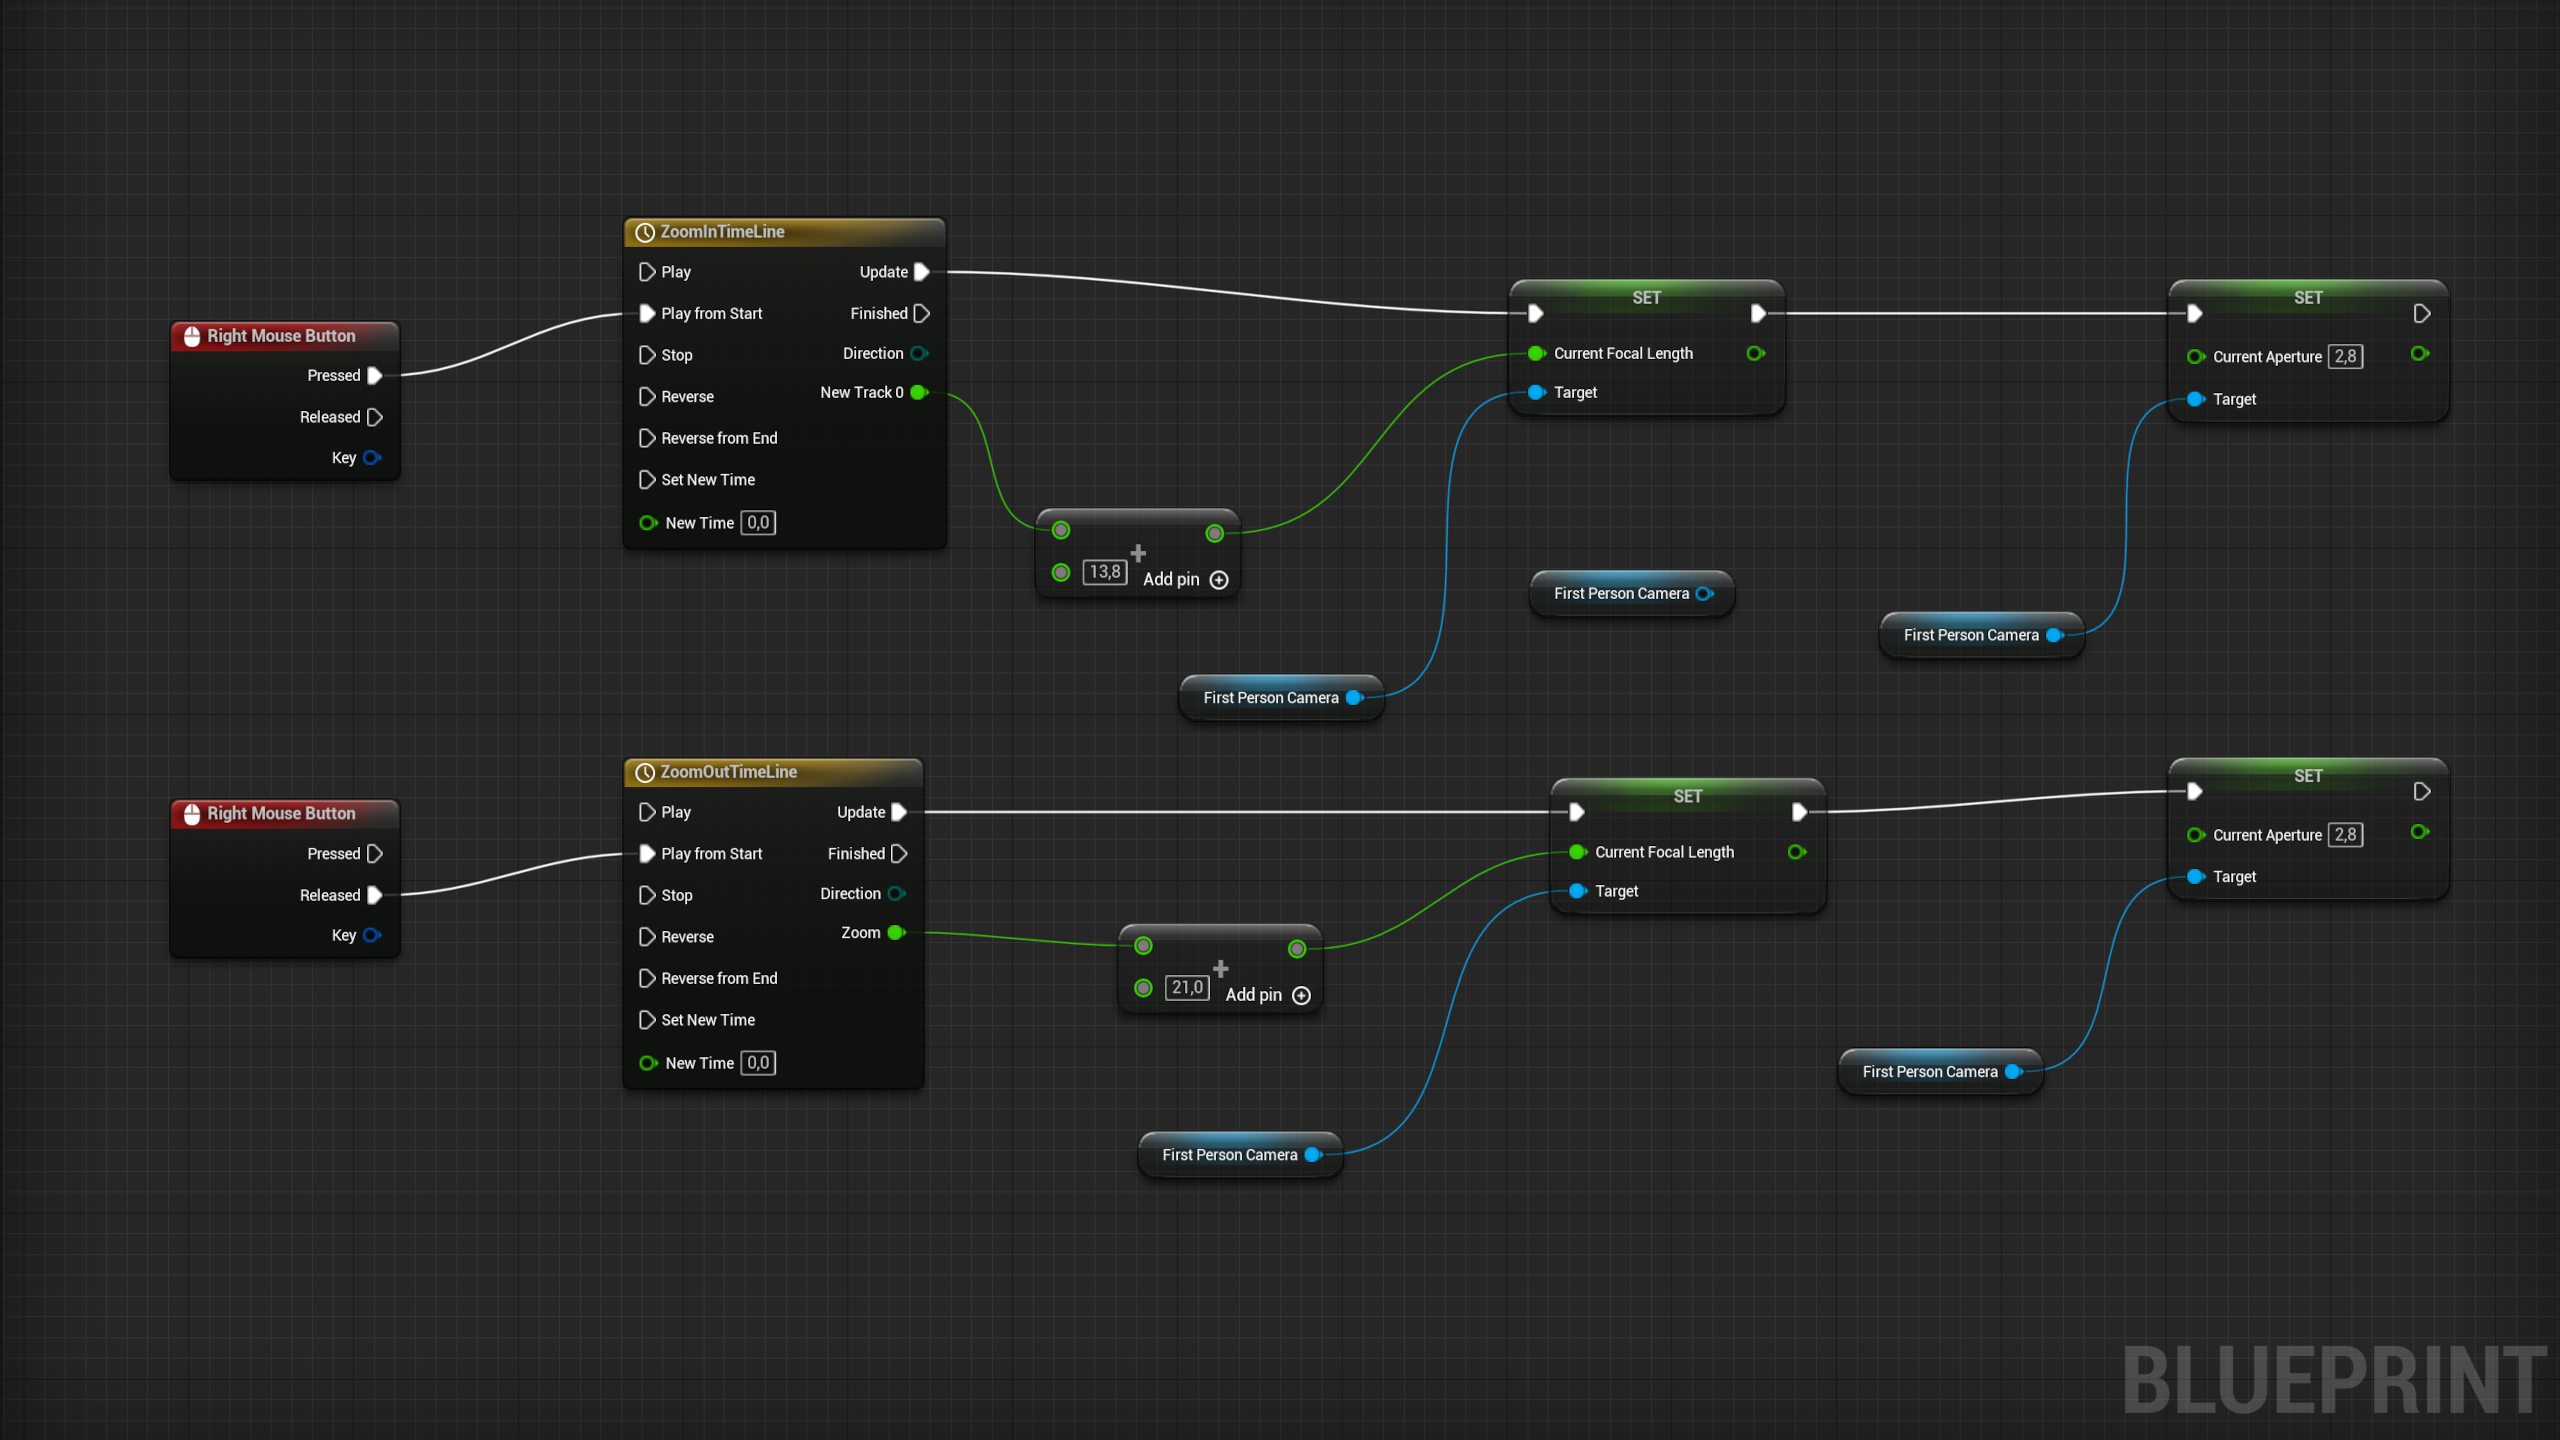 ZoomInTimeLine
Play
Update
Play from Start
Finished
Stop
Direction
Reverse
New Track 0
Reverse from End
Set New Time
New Time 0,0
Right Mouse Button
Pressed
Released
Key
13,8
Add pin
SET
Current Focal Length
Target
SET
Current Aperture 2,8
Target
First Person Camera
First Person Camera
First Person Camera
ZoomOutTimeLine
Play
Update
Play from Start
Finished
Stop
Direction
Reverse
Zoom
Reverse from End
Set New Time
New Time 0,0
Right Mouse Button
Pressed
Released
Key
21,0
Add pin
SET
Current Focal Length
Target
SET
Current Aperture 2,8
Target
First Person Camera
First Person Camera
BLUEPRINT